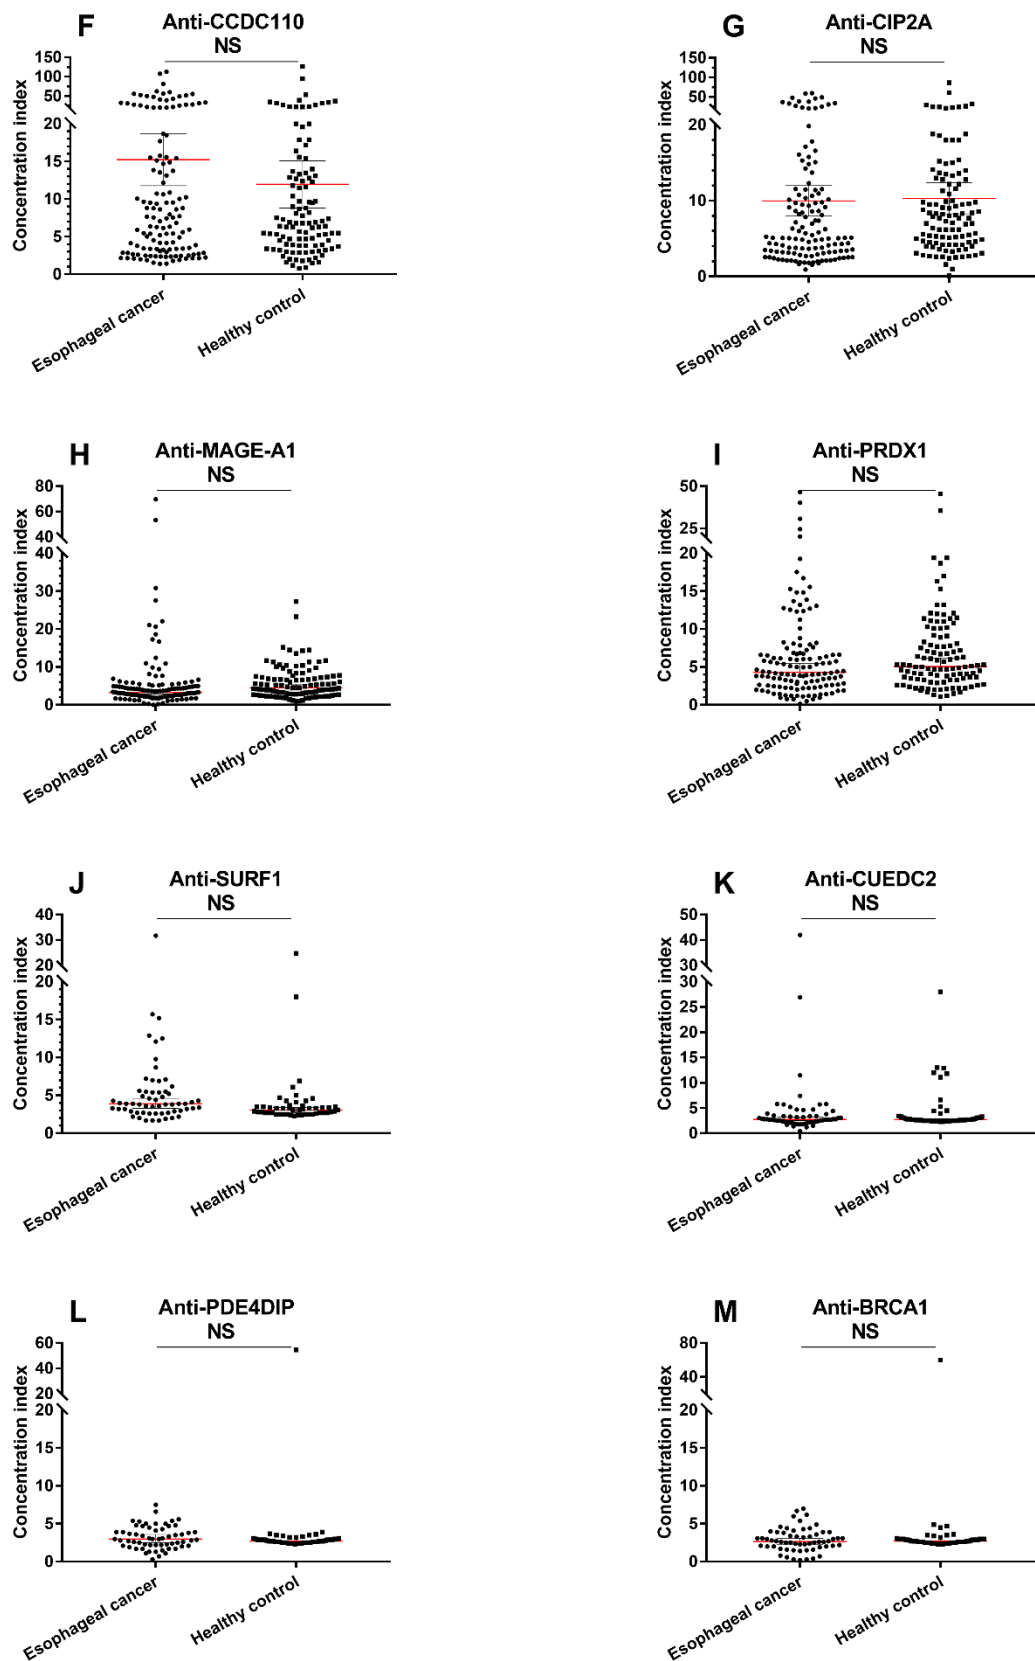 F
Anti-CCDC110
NS
Concentration index
150
100
50
20
15
10
5
0
Esophageal cancer
Healthy control
G
Anti-CIP2A
NS
Concentration index
150
100
50
20
10
0
Esophageal cancer
Healthy control
H
Anti-MAGE-A1
NS
Concentration index
80
60
40
40
30
20
10
0
Esophageal cancer
Healthy control
I
Anti-PRDX1
NS
Concentration index
50
25
20
15
10
5
0
Esophageal cancer
Healthy control
J
Anti-SURF1
NS
Concentration index
40
30
20
20
15
10
5
0
Esophageal cancer
Healthy control
K
Anti-CUEDC2
NS
Concentration index
50
40
30
30
25
20
15
10
5
0
Esophageal cancer
Healthy control
L
Anti-PDE4DIP
NS
Concentration index
60
40
20
20
15
10
5
0
Esophageal cancer
Healthy control
M
Anti-BRCA1
NS
Concentration index
80
40
20
15
10
5
0
Esophageal cancer
Healthy control